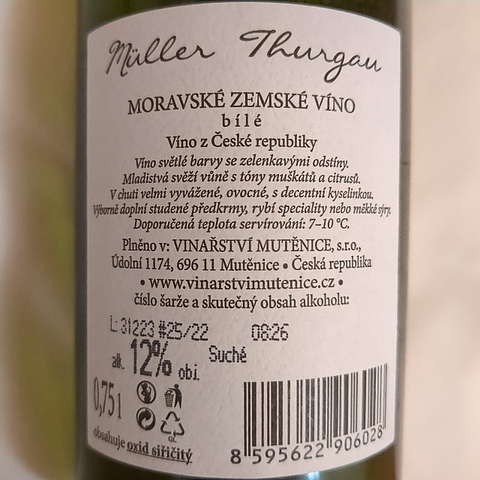 Müller Thurgau
MORAVSKÉ ZEMSKÉ VÍNO
bílé
Víno z České republiky
Víno světlé barvy se zelenkavými odstíny.
Mladistvá svěží vůně s tóny muškátů a citrusů.
V chuti velmi vyvážené, ovocné, s decentní kyselinkou.
Výborně doplní studené předkrmy, rybí speciality nebo měkké sýry.
Doporučená teplota servírování: 7–10 °C.
Plněno v: VINAŘSTVÍ MUTĚNICE, s.r.o.,
Údolní 1174, 696 11 Mutěnice • Česká republika
• www.vinarstvimutenice.cz •
číslo šarže a skutečný obsah alkoholu:
L: 31223 #25/22 08:26
alk. 12% obj. Suché
0,75 l
GL
obsahuje oxid siřičitý
8 595622 906028